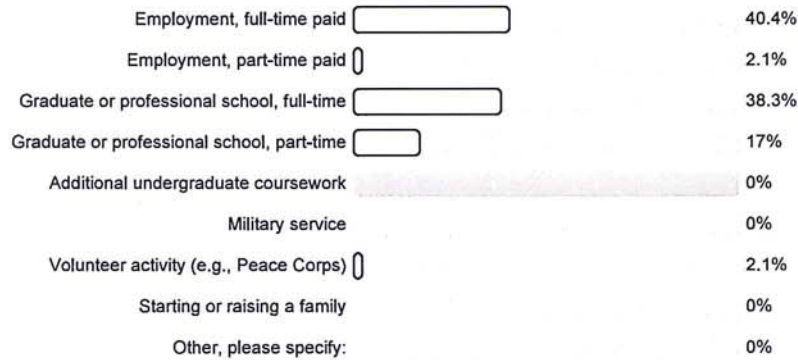 Employment, full-time paid 40.4%
Employment, part-time paid 2.1%
Graduate or professional school, full-time 38.3%
Graduate or professional school, part-time 17%
Additional undergraduate coursework 0%
Military service 0%
Volunteer activity (e.g., Peace Corps) 2.1%
Starting or raising a family 0%
Other, please specify: 0%